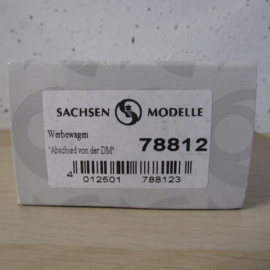 SACHSEN MODELLE
Werbewagen
78812
"Abschied von der DM"
4 012501 788123